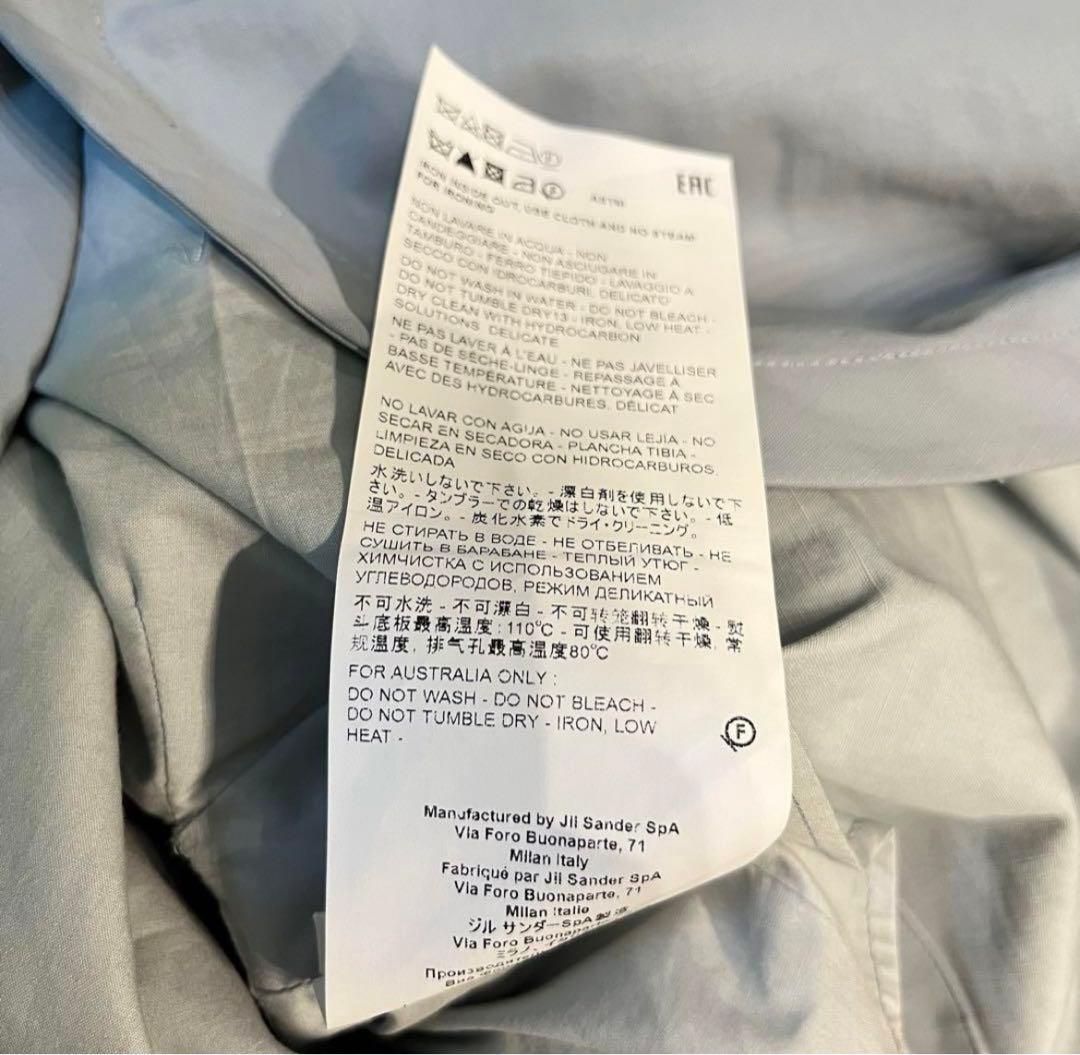 EAC
IRON INSIDE OUT, USE CLOTH AND NO STEAM
FOR IRONING
NON LAVARE IN ACQUA - NON
CANDEGGIARE - NON ASCIUGARE IN
TAMBURO - FERRO TIEPIDO - LAVAGGIO A
SECCO CON IDROCARBURI, DELICATO
DO NOT WASH IN WATER - DO NOT BLEACH -
DO NOT TUMBLE DRY13 - IRON, LOW HEAT -
DRY CLEAN WITH HYDROCARBON
SOLUTIONS DELICATE
NE PAS LAVER À L'EAU - NE PAS JAVELLISER
- PAS DE SÈCHE-LINGE - REPASSAGE À
BASSE TEMPÉRATURE - NETTOYAGE À SEC
AVEC DES HYDROCARBURES, DÉLICAT
NO LAVAR CON AGUA - NO USAR LEJÍA - NO
SECAR EN SECADORA - PLANCHA TIBIA -
LIMPIEZA EN SECO CON HIDROCARBUROS,
DELICADA
水洗いしないで下さい。- 漂白剤を使用しないで下
さい。- タンブラーでの乾燥はしないで下さい。- 低
温アイロン。- 炭化水素でドライ・クリーニング。
НЕ СТИРАТЬ В ВОДЕ - НЕ ОТБЕЛИВАТЬ - НЕ
СУШИТЬ В БАРАБАНЕ - ТЕПЛЫЙ УТЮГ -
ХИМЧИСТКА С ИСПОЛЬЗОВАНИЕМ
УГЛЕВОДОРОДОВ, РЕЖИМ ДЕЛИКАТНЫЙ
不可水洗 - 不可漂白 - 不可转笼翻转干燥 - 熨
斗底板最高温度:110℃ - 可使用翻转干燥, 常
规温度, 排气孔最高温度80℃
FOR AUSTRALIA ONLY :
DO NOT WASH - DO NOT BLEACH -
DO NOT TUMBLE DRY - IRON, LOW
HEAT -
F
Manufactured by Jil Sander SpA
Via Foro Buonaparte, 71
Milan Italy
Fabriqué par Jil Sander SpA
Via Foro Buonaparte, 71
Milan Italie
ジル サンダーSpA製造
Via Foro Buonaparte
ミラノ